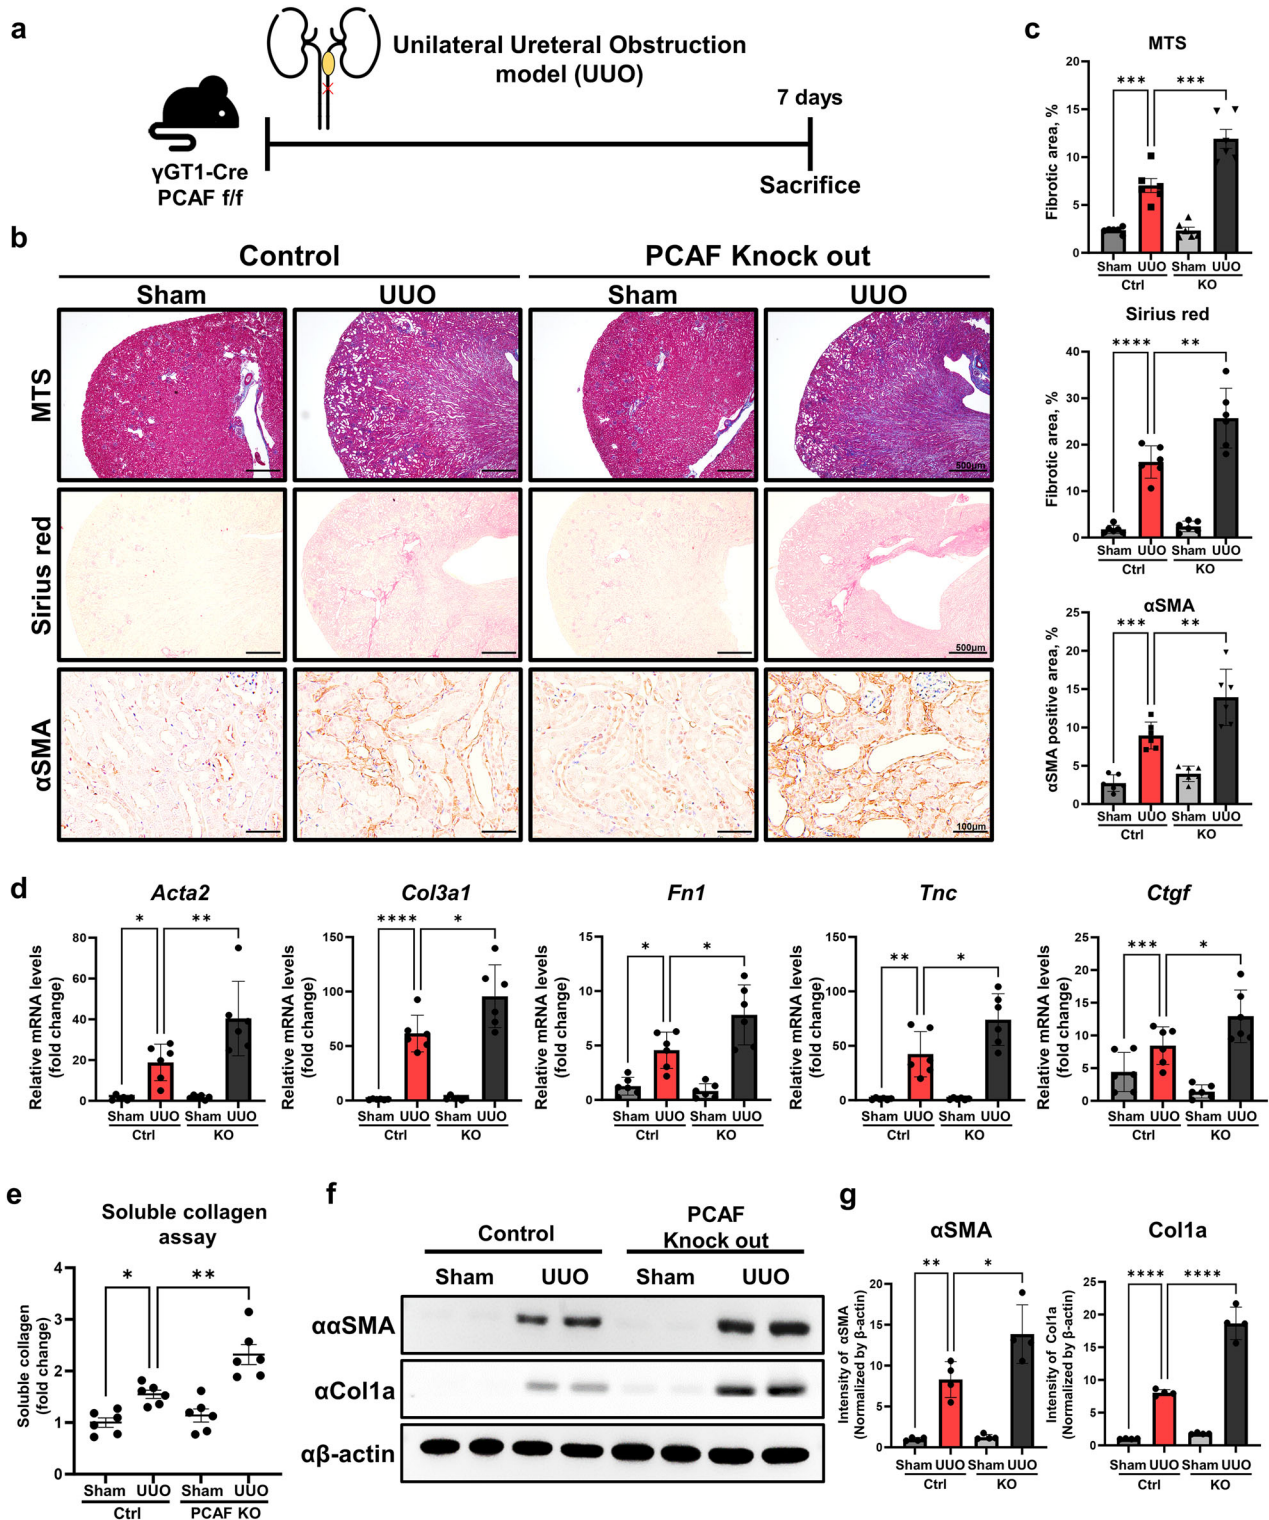 a
Unilateral Ureteral Obstruction
model (UUO)
7 days
γGT1-Cre
PCAF f/f
Sacrifice
b
Control
PCAF Knock out
Sham
UUO
Sham
UUO
MTS
500μm
Sirius red
500μm
αSMA
100μm
c
MTS
Fibrotic area, %
20
15
10
5
0
***
***
Sham UUO Sham UUO
Ctrl
KO
Sirius red
Fibrotic area, %
40
30
20
10
0
****
**
Sham UUO Sham UUO
Ctrl
KO
αSMA
αSMA positive area, %
25
20
15
10
5
0
***
**
Sham UUO Sham UUO
Ctrl
KO
d
Acta2
Relative mRNA levels
(fold change)
80
60
40
20
0
*
**
Sham UUO Sham UUO
Ctrl
KO
Col3a1
Relative mRNA levels
(fold change)
150
100
50
0
****
*
Sham UUO Sham UUO
Ctrl
KO
Fn1
Relative mRNA levels
(fold change)
15
10
5
0
*
*
Sham UUO Sham UUO
Ctrl
KO
Tnc
Relative mRNA levels
(fold change)
150
100
50
0
**
*
Sham UUO Sham UUO
Ctrl
KO
Ctgf
Relative mRNA levels
(fold change)
25
20
15
10
5
0
***
*
Sham UUO Sham UUO
Ctrl
KO
e
Soluble collagen
assay
Soluble collagen
(fold change)
4
3
2
1
0
*
**
Sham UUO Sham UUO
Ctrl
PCAF KO
f
Control
PCAF
Knock out
Sham
UUO
Sham
UUO
ααSMA
αCol1a
αβ-actin
g
αSMA
Intensity of αSMA
(Normalized by β-actin)
20
15
10
5
0
**
*
Sham UUO Sham UUO
Ctrl
KO
Col1a
Intensity of Col1a
(Normalized by β-actin)
25
20
15
10
5
0
****
****
Sham UUO Sham UUO
Ctrl
KO